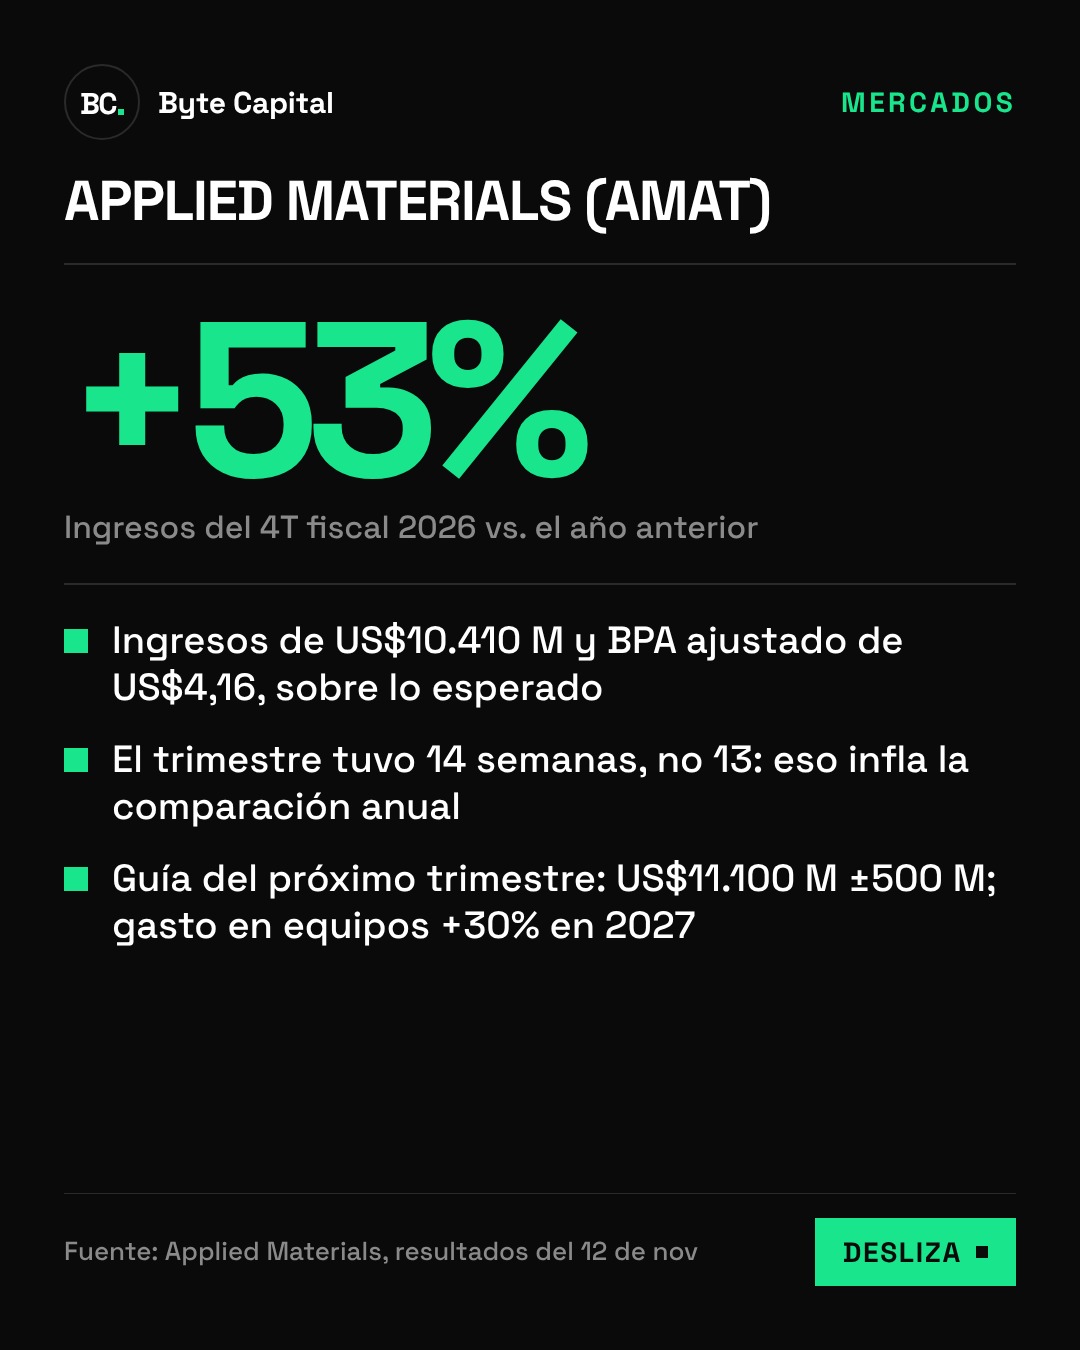 BC.
Byte Capital
MERCADOS
APPLIED MATERIALS (AMAT)
+53%
Ingresos del 4T fiscal 2026 vs. el año anterior
Ingresos de US$10.410 M y BPA ajustado de
US$4,16, sobre lo esperado
El trimestre tuvo 14 semanas, no 13: eso infla la
comparación anual
Guía del próximo trimestre: US$11.100 M ±500 M;
gasto en equipos +30% en 2027
Fuente: Applied Materials, resultados del 12 de nov
DESLIZA